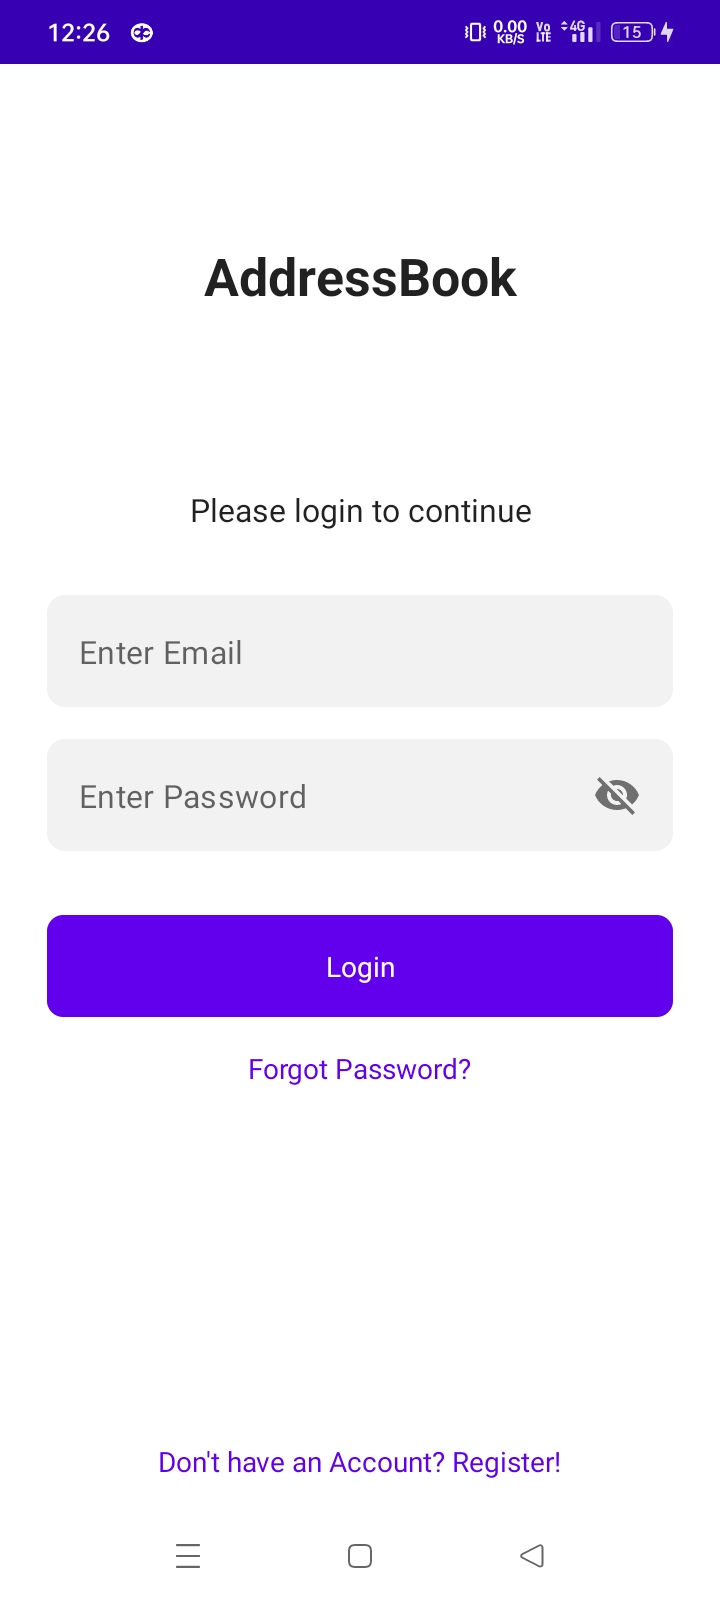 12:26 0.00 KB/S Vo LTE 4G 15
AddressBook
Please login to continue
Enter Email
Enter Password
Login
Forgot Password?
Don't have an Account? Register!